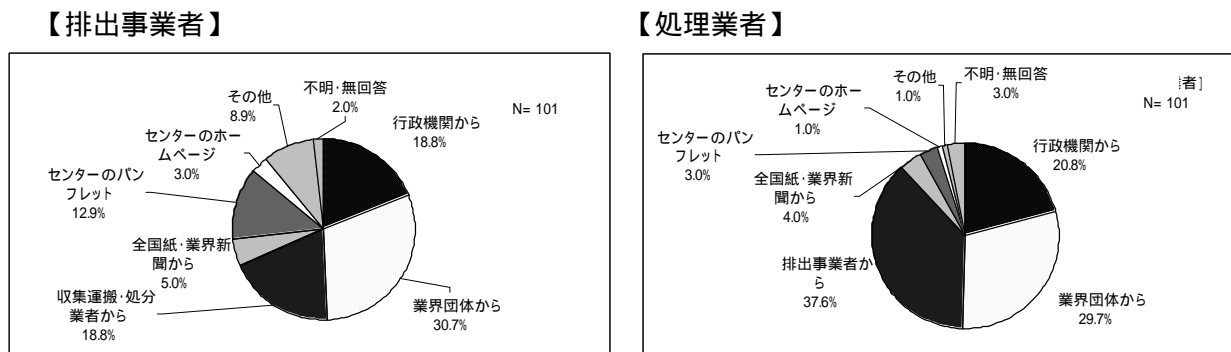 【排出事業者】
不明・無回答
2.0%
その他
8.9%
N= 101
行政機関から
18.8%
センターのホー
ムページ
3.0%
センターのパン
フレット
12.9%
全国紙・業界新
聞から
5.0%
収集運搬・処分
業者から
18.8%
業界団体から
30.7%
【処理業者】
不明・無回答
3.0%
者]
N= 101
その他
1.0%
センターのホー
ムページ
1.0%
センターのパン
フレット
3.0%
行政機関から
20.8%
全国紙・業界新
聞から
4.0%
排出事業者か
ら
37.6%
業界団体から
29.7%